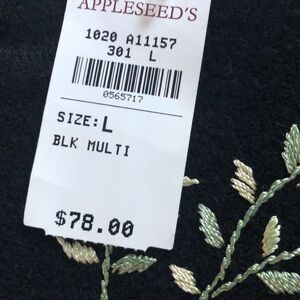 APPLESEED'S
1020 A11157
301 L
0565717
SIZE: L
BLK MULTI
$78.00